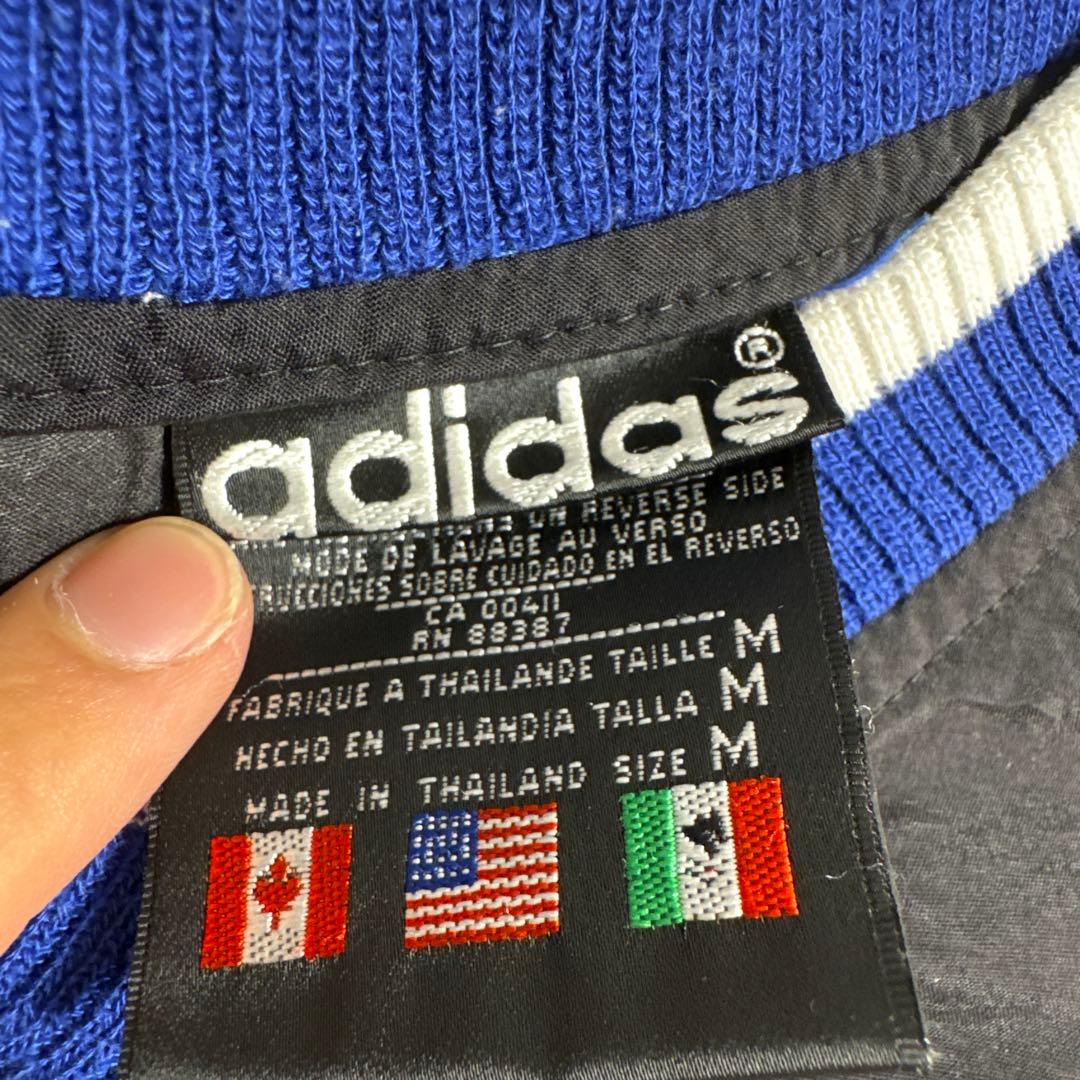 adidas®
REVERSE SIDE
MODE DE LAVAGE AU VERSO
SOBRE CUIDADO EN EL REVERSO
CA 00411
RN 88387
FABRIQUE A THAILANDE TAILLE M
HECHO EN TAILANDIA TALLA M
MADE IN THAILAND SIZE M